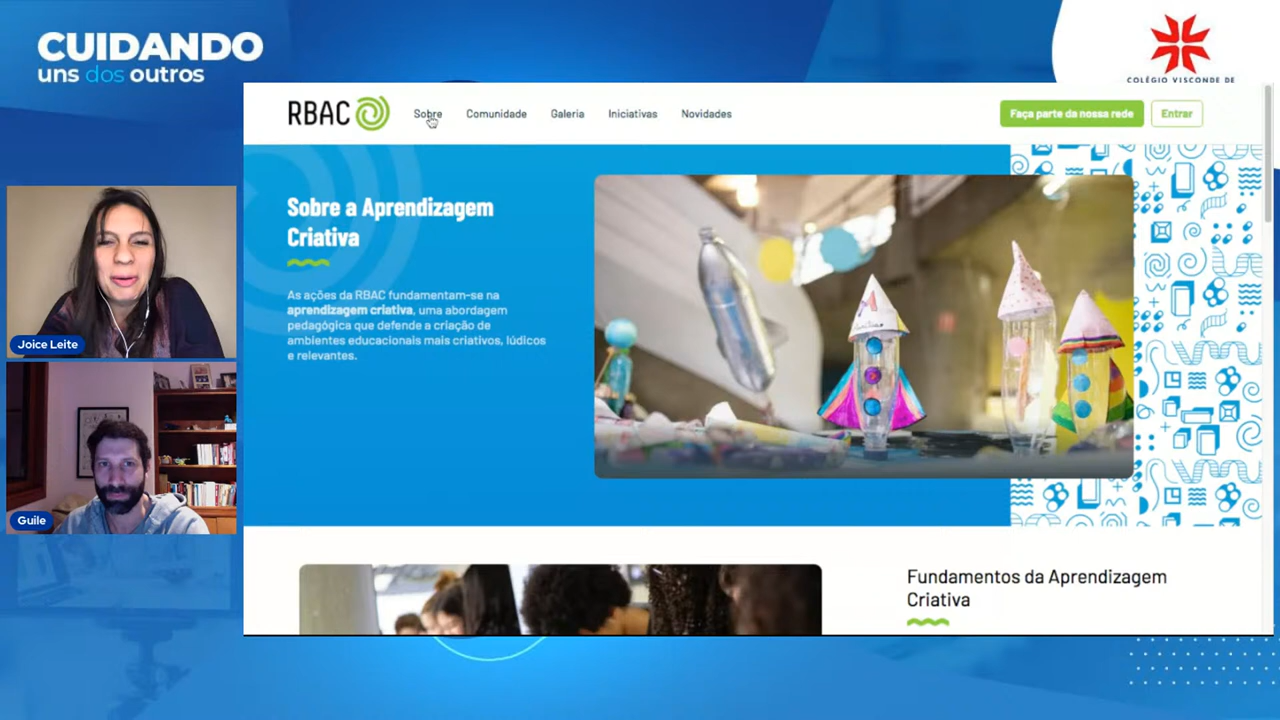 CUIDANDO
uns dos outros
COLÉGIO VISCONDE DE
RBAC
Sobre
Comunidade
Galeria
Iniciativas
Novidades
Faça parte da nossa rede
Entrar
Sobre a Aprendizagem
Criativa
As ações da RBAC fundamentam-se na
aprendizagem criativa, uma abordagem
pedagógica que defende a criação de
ambientes educacionais mais criativos, lúdicos
e relevantes.
Joice Leite
Guile
Fundamentos da Aprendizagem
Criativa